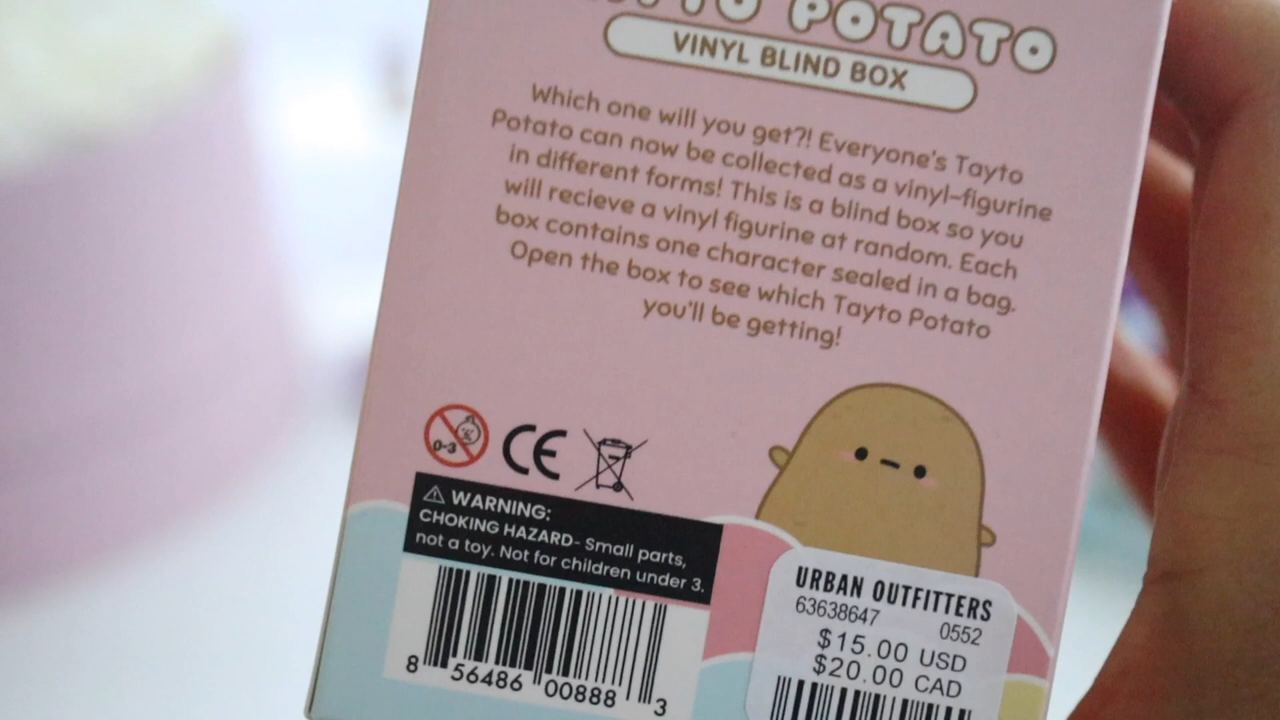 POTATO
VINYL BLIND BOX
Which one will you get?! Everyone's Tayto
Potato can now be collected as a vinyl-figurine
in different forms! This is a blind box so you
will recieve a vinyl figurine at random. Each
box contains one character sealed in a bag.
Open the box to see which Tayto Potato
you'll be getting!
0-3
CE
WARNING:
CHOKING HAZARD- Small parts,
not a toy. Not for children under 3.
8 56486 00888 3
URBAN OUTFITTERS
63638647 0552
$15.00 USD
$20.00 CAD